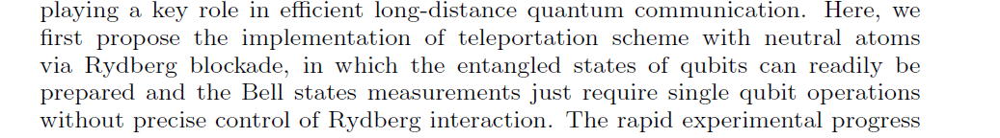 playing a key role in efficient long-distance quantum communication. Here, we
first propose the implementation of teleportation scheme with neutral atoms
via Rydberg blockade, in which the entangled states of qubits can readily be
prepared and the Bell states measurements just require single qubit operations
without precise control of Rydberg interaction. The rapid experimental progress